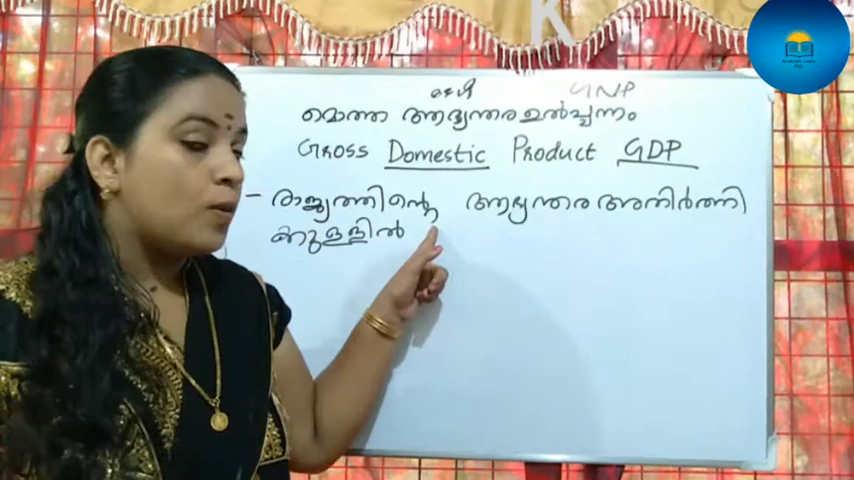 GNP
മൊത്ത ആഭ്യന്തര ഉൽപ്പന്നം
Gross Domestic Product GDP
- രാജ്യത്തിന്റെ ആഭ്യന്തര അതിർത്തി
ക്കുള്ളിൽ
K